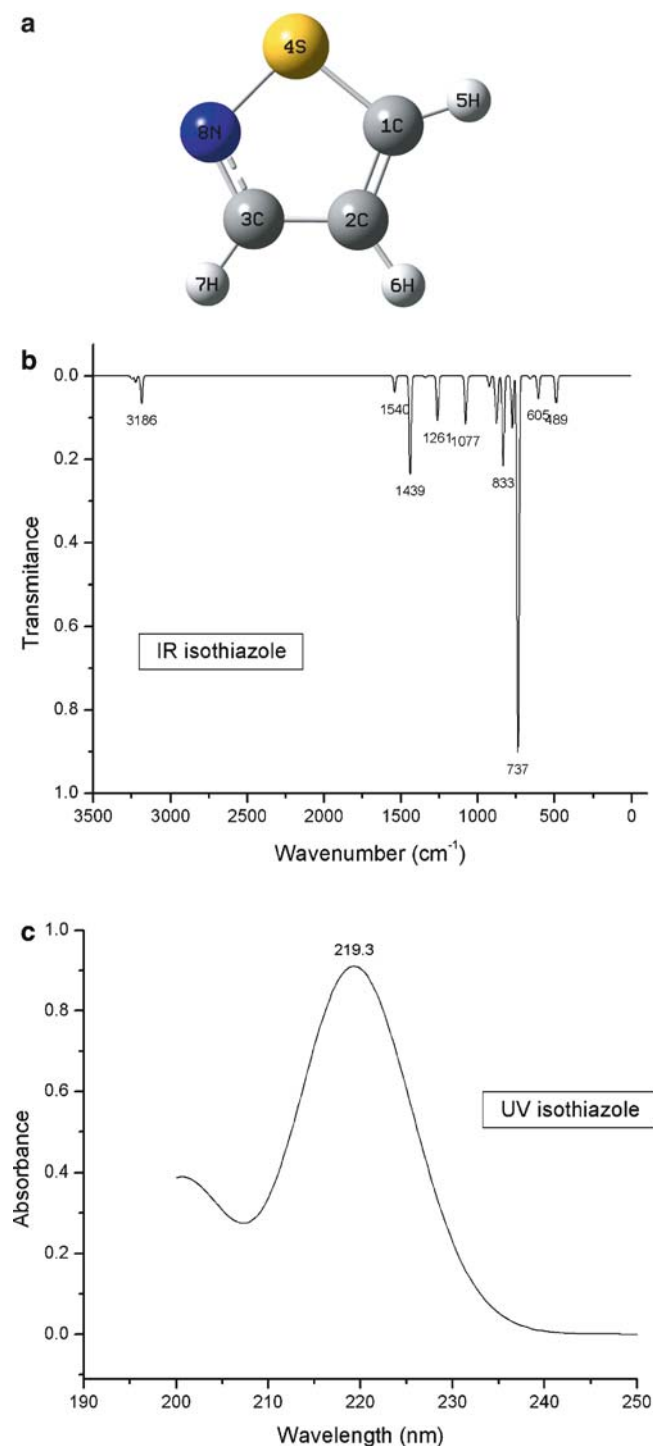 a
4S
5H
8N
1C
3C
2C
7H
6H
b
0.0
3186
1540
1439
1261
1077
833
605
489
737
0.2
0.4
0.6
0.8
1.0
Transmitance
IR isothiazole
3500 3000 2500 2000 1500 1000 500 0
Wavenumber (cm-1)
c
1.0
0.8
0.6
0.4
0.2
0.0
219.3
UV isothiazole
Absorbance
190 200 210 220 230 240 250
Wavelength (nm)